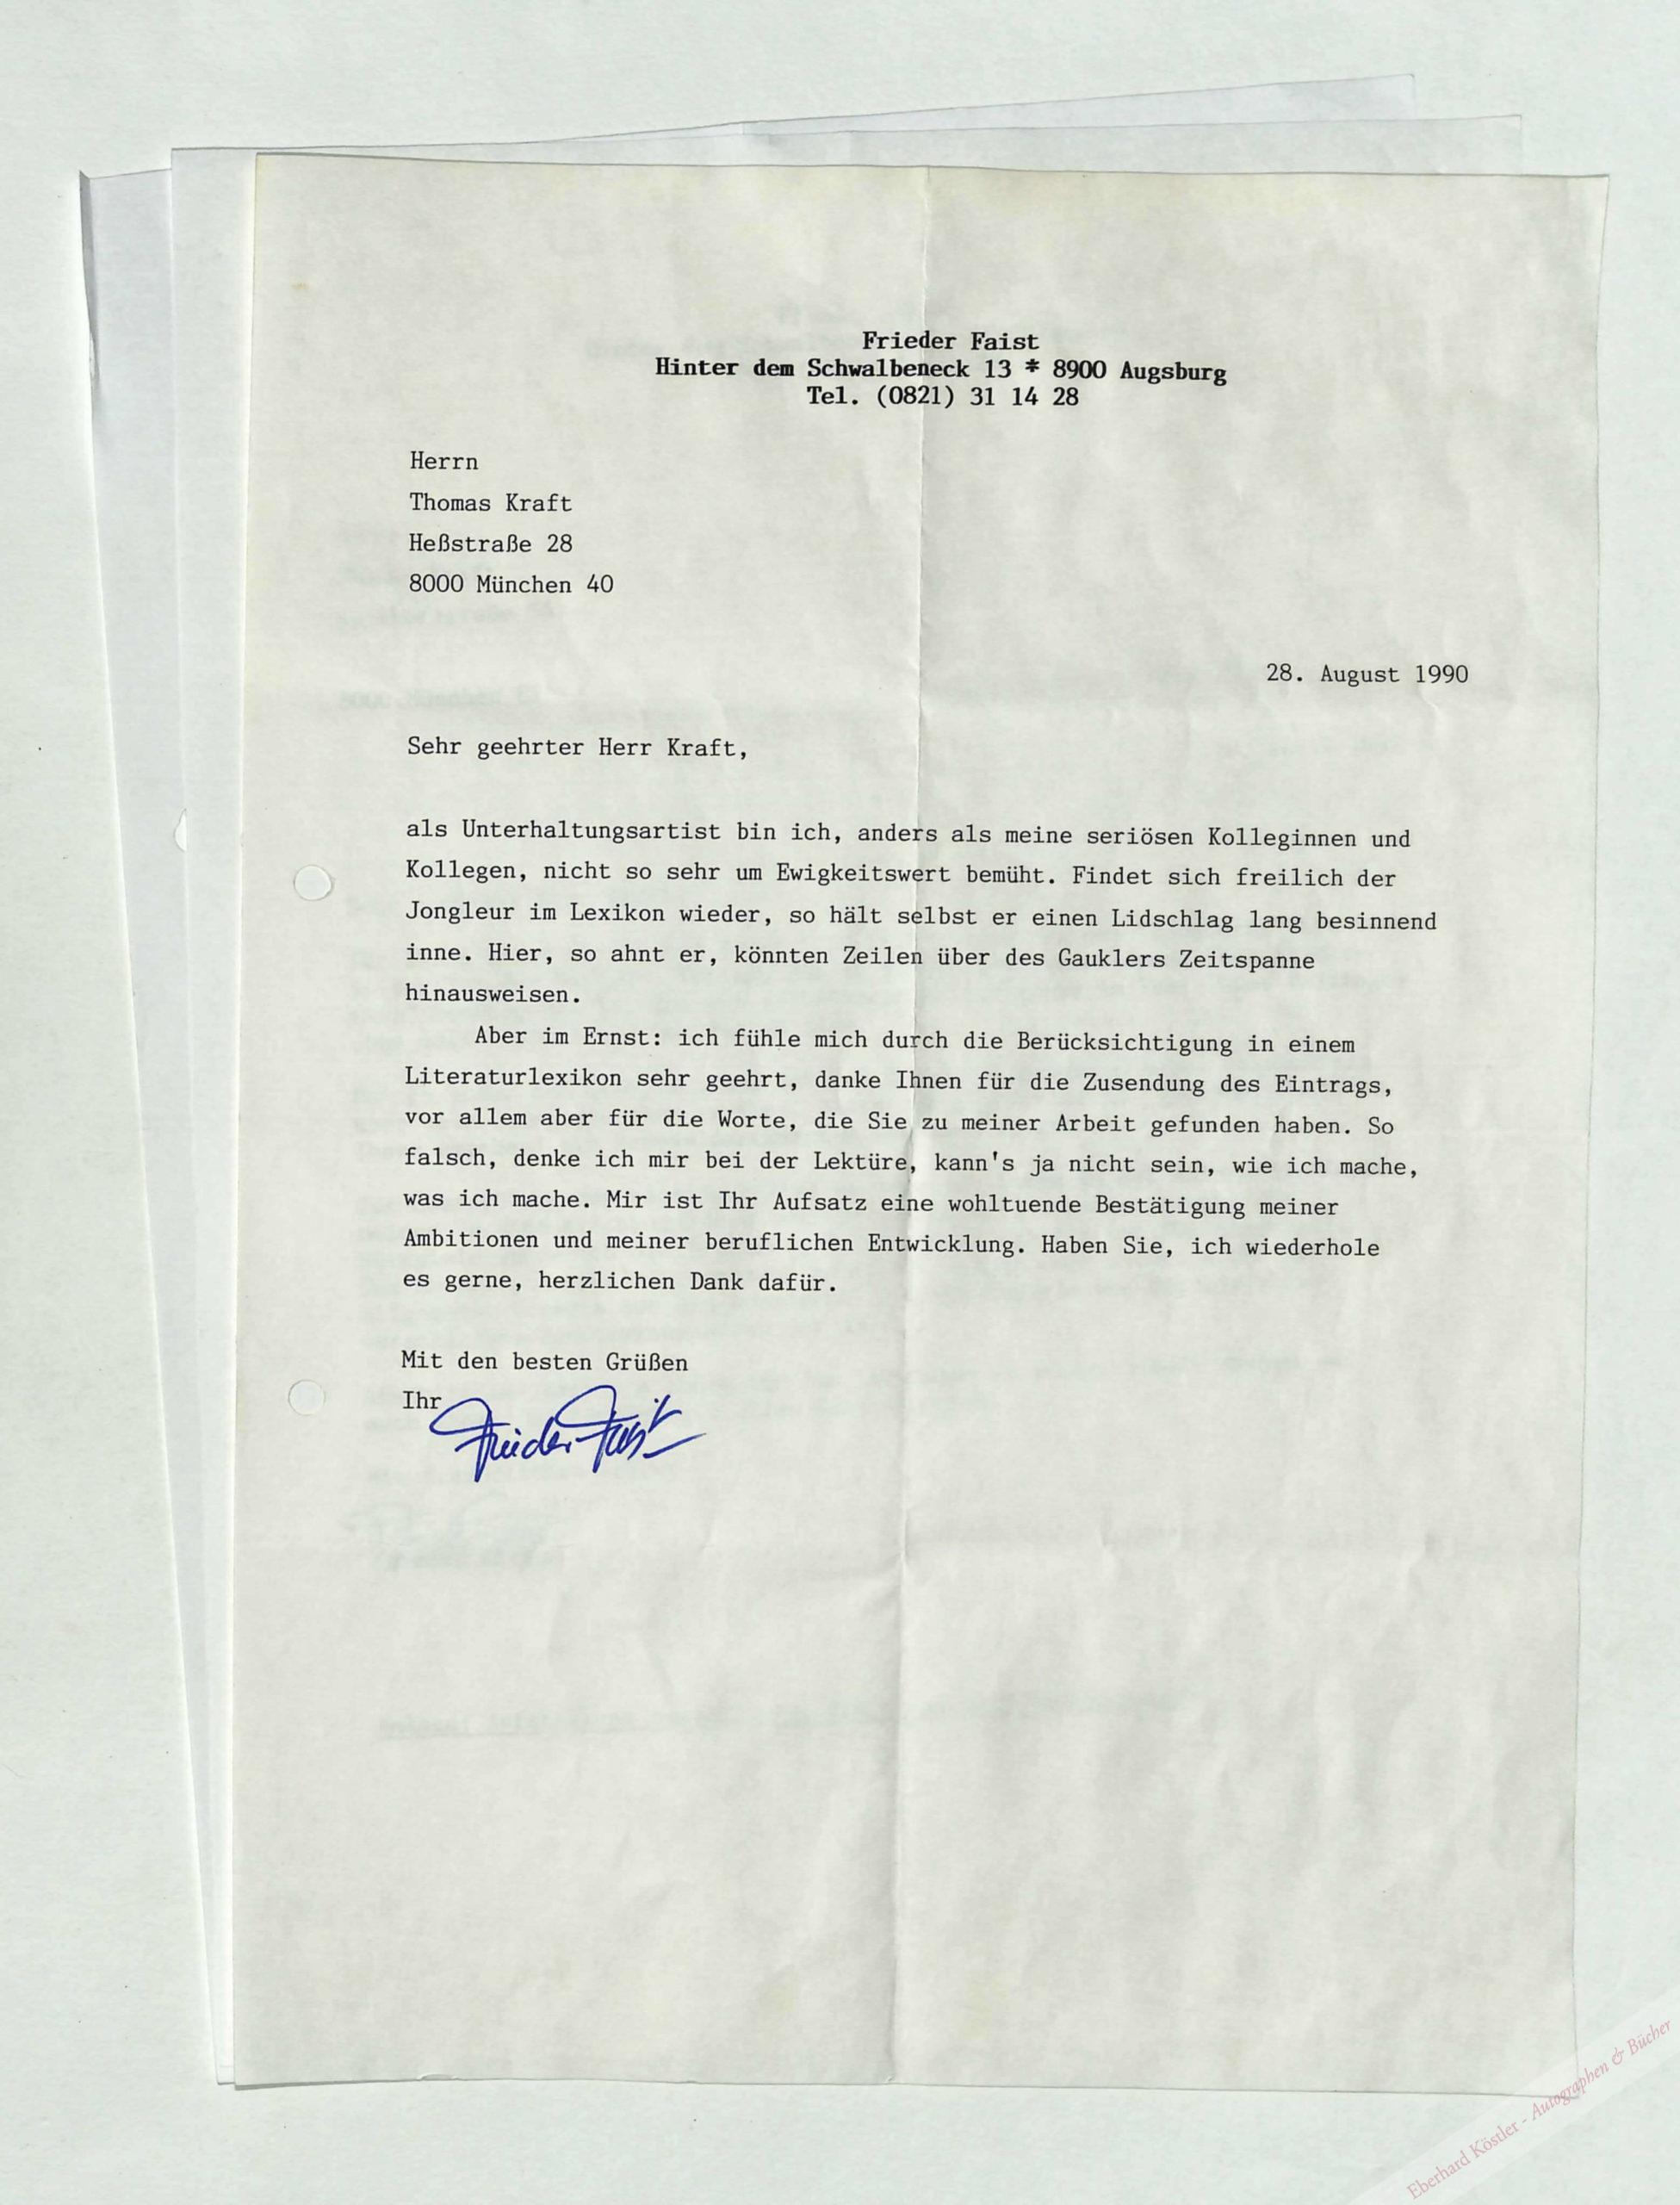 Frieder Faist
Hinter dem Schwalbeneck 13 * 8900 Augsburg
Tel. (0821) 31 14 28
Herrn
Thomas Kraft
Heßstraße 28
8000 München 40
28. August 1990
Sehr geehrter Herr Kraft,
als Unterhaltungsartist bin ich, anders als meine seriösen Kolleginnen und
Kollegen, nicht so sehr um Ewigkeitswert bemüht. Findet sich freilich der
Jongleur im Lexikon wieder, so hält selbst er einen Lidschlag lang besinnend
inne. Hier, so ahnt er, könnten Zeilen über des Gauklers Zeitspanne
hinausweisen.
Aber im Ernst: ich fühle mich durch die Berücksichtigung in einem
Literaturlexikon sehr geehrt, danke Ihnen für die Zusendung des Eintrags,
vor allem aber für die Worte, die Sie zu meiner Arbeit gefunden haben. So
falsch, denke ich mir bei der Lektüre, kann's ja nicht sein, wie ich mache,
was ich mache. Mir ist Ihr Aufsatz eine wohltuende Bestätigung meiner
Ambitionen und meiner beruflichen Entwicklung. Haben Sie, ich wiederhole
es gerne, herzlichen Dank dafür.
Mit den besten Grüßen
Ihr
Frieder Faist
Eberhard Köstler - Autographen & Bücher